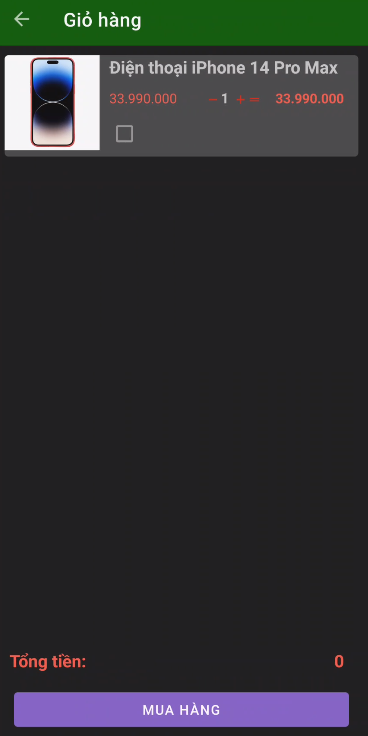 Giỏ hàng
Điện thoại iPhone 14 Pro Max
33.990.000 − 1 + = 33.990.000
Tổng tiền: 0
MUA HÀNG